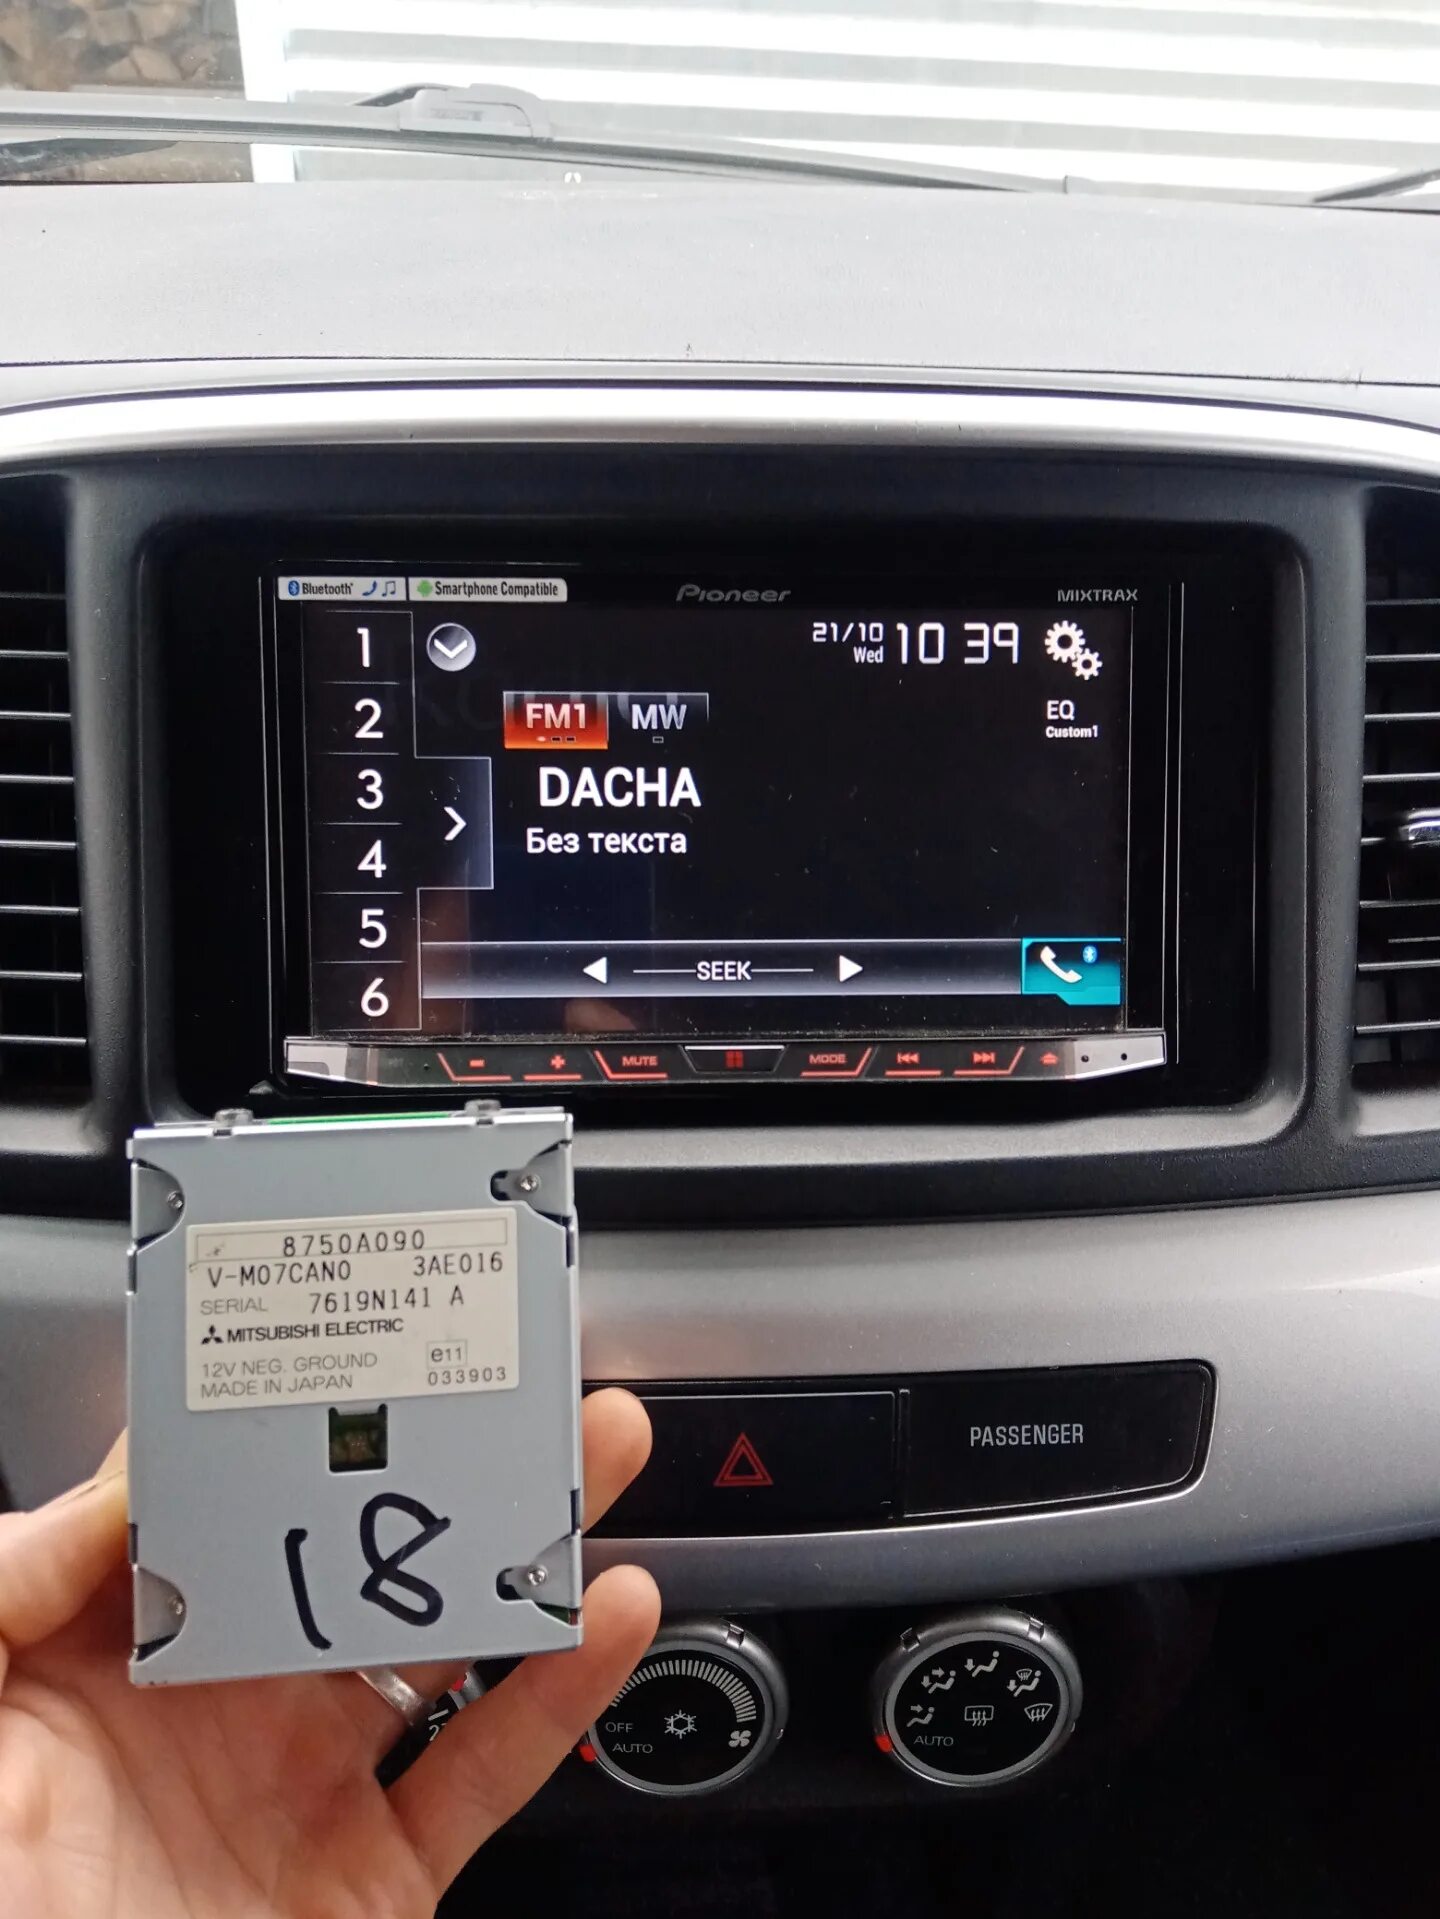 Bluetooth
Smartphone Compatible
Pioneer
MIXTRAX
1
2
3
4
5
6
21/10
Wed
10 39
FM1
MW
EQ
Custom1
DACHA
Без текста
SEEK
MUTE
MODE
8750A090
V-M07CAN0 3AE016
SERIAL 7619N141 A
MITSUBISHI ELECTRIC
12V NEG. GROUND e11
MADE IN JAPAN 033903
18
PASSENGER
OFF
AUTO
AUTO